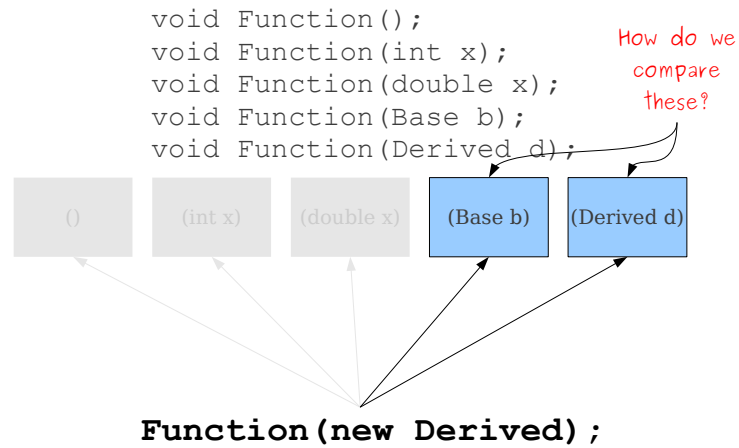 void Function();
void Function(int x);
void Function(double x);
void Function(Base b);
void Function(Derived d);
How do we
compare
these?
()
(int x)
(double x)
(Base b)
(Derived d)
Function(new Derived);